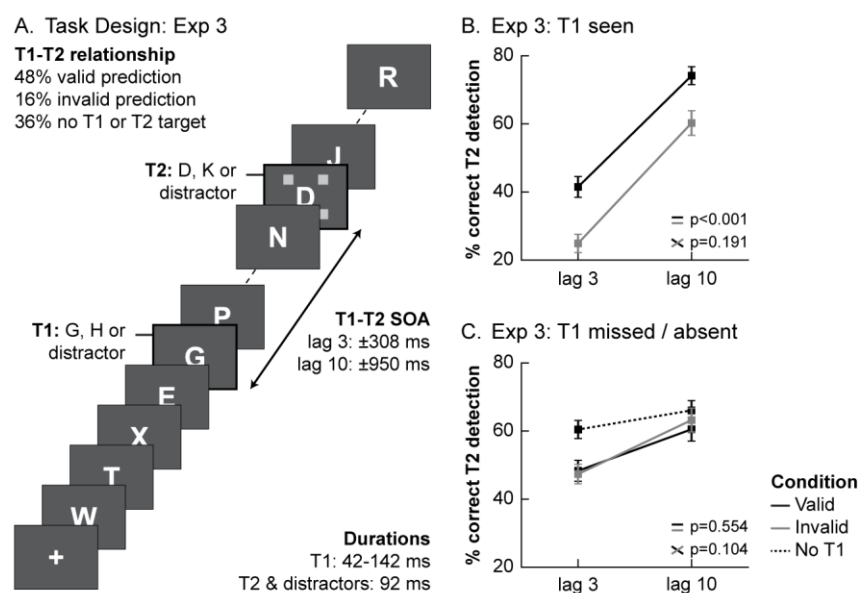 A. Task Design: Exp 3
T1-T2 relationship
48% valid prediction
16% invalid prediction
36% no T1 or T2 target
R
J
T2: D, K or
distractor
D
N
P
T1: G, H or
distractor
G
E
X
T
W
+
T1-T2 SOA
lag 3: ±308 ms
lag 10: ±950 ms
Durations
T1: 42-142 ms
T2 & distractors: 92 ms
B. Exp 3: T1 seen
% correct T2 detection
80
60
40
20
lag 3
lag 10
p<0.001
p=0.191
C. Exp 3: T1 missed / absent
% correct T2 detection
80
60
40
20
lag 3
lag 10
p=0.554
p=0.104
Condition
Valid
Invalid
No T1